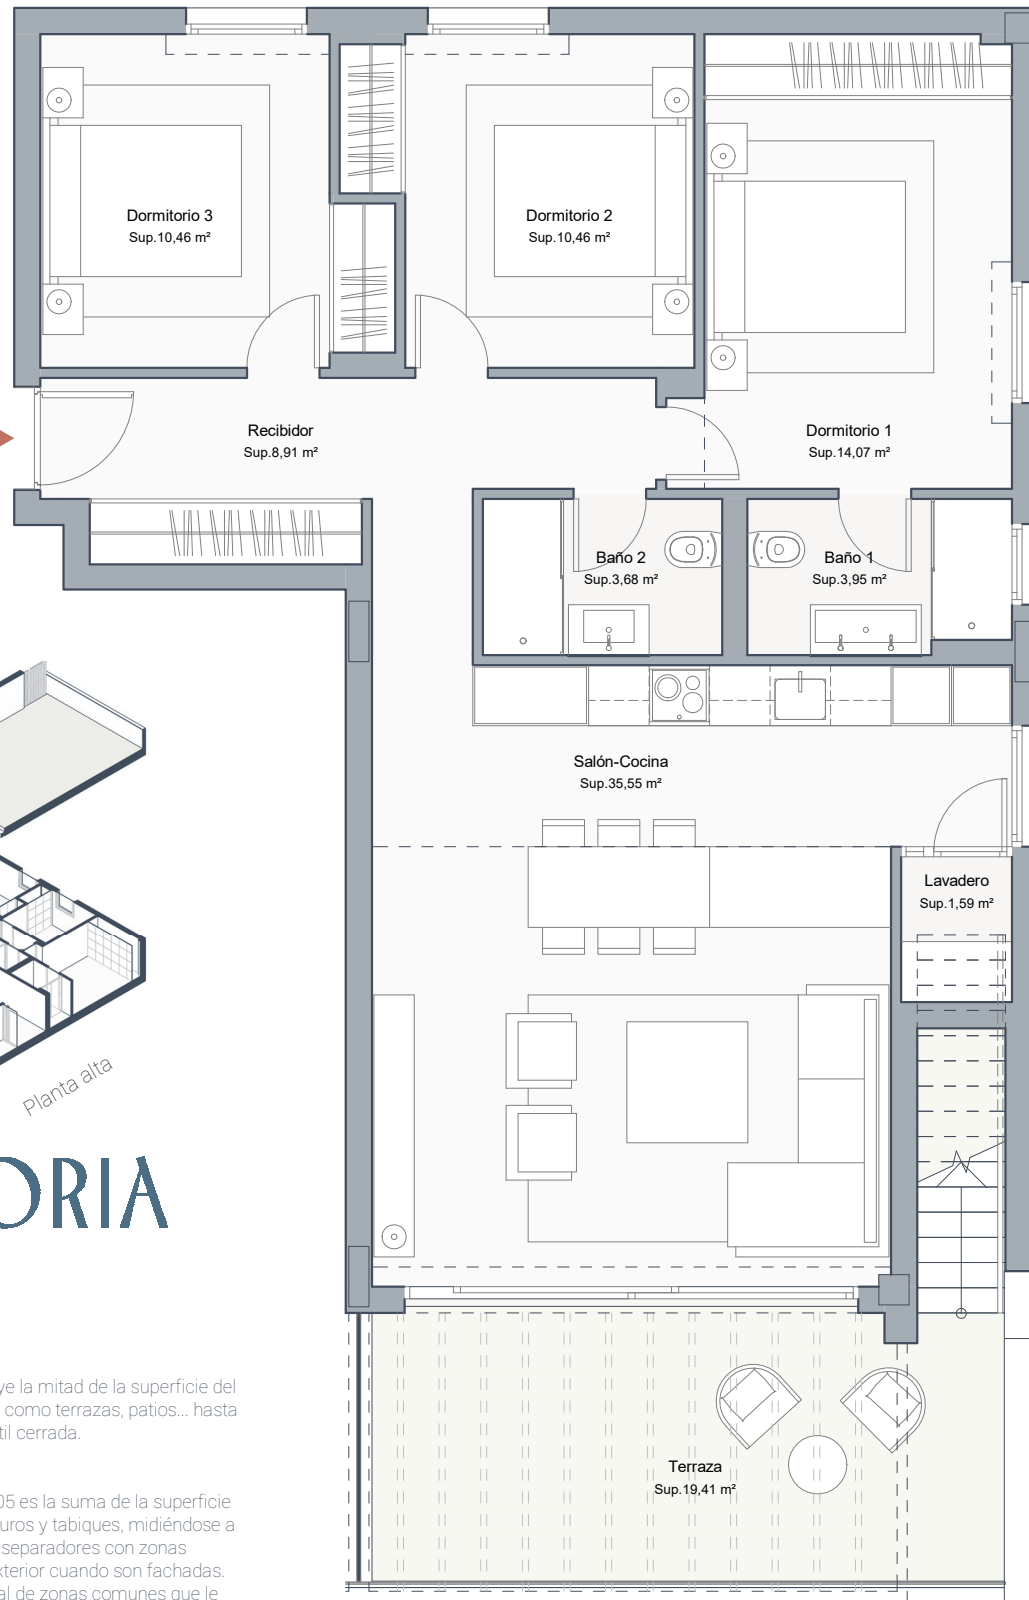 Dormitorio 3
Sup.10,46 m²
Dormitorio 2
Sup.10,46 m²
Recibidor
Sup.8,91 m²
Dormitorio 1
Sup.14,07 m²
Baño 2
Sup.3,68 m²
Baño 1
Sup.3,95 m²
Salón-Cocina
Sup.35,55 m²
Lavadero
Sup.1,59 m²
Planta alta
ORIA
ye la mitad de la superficie del
como terrazas, patios... hasta
til cerrada.
Terraza
Sup.19,41 m²
05 es la suma de la superficie
uros y tabiques, midiéndose a
separadores con zonas
xterior cuando son fachadas.
al de zonas comunes que le